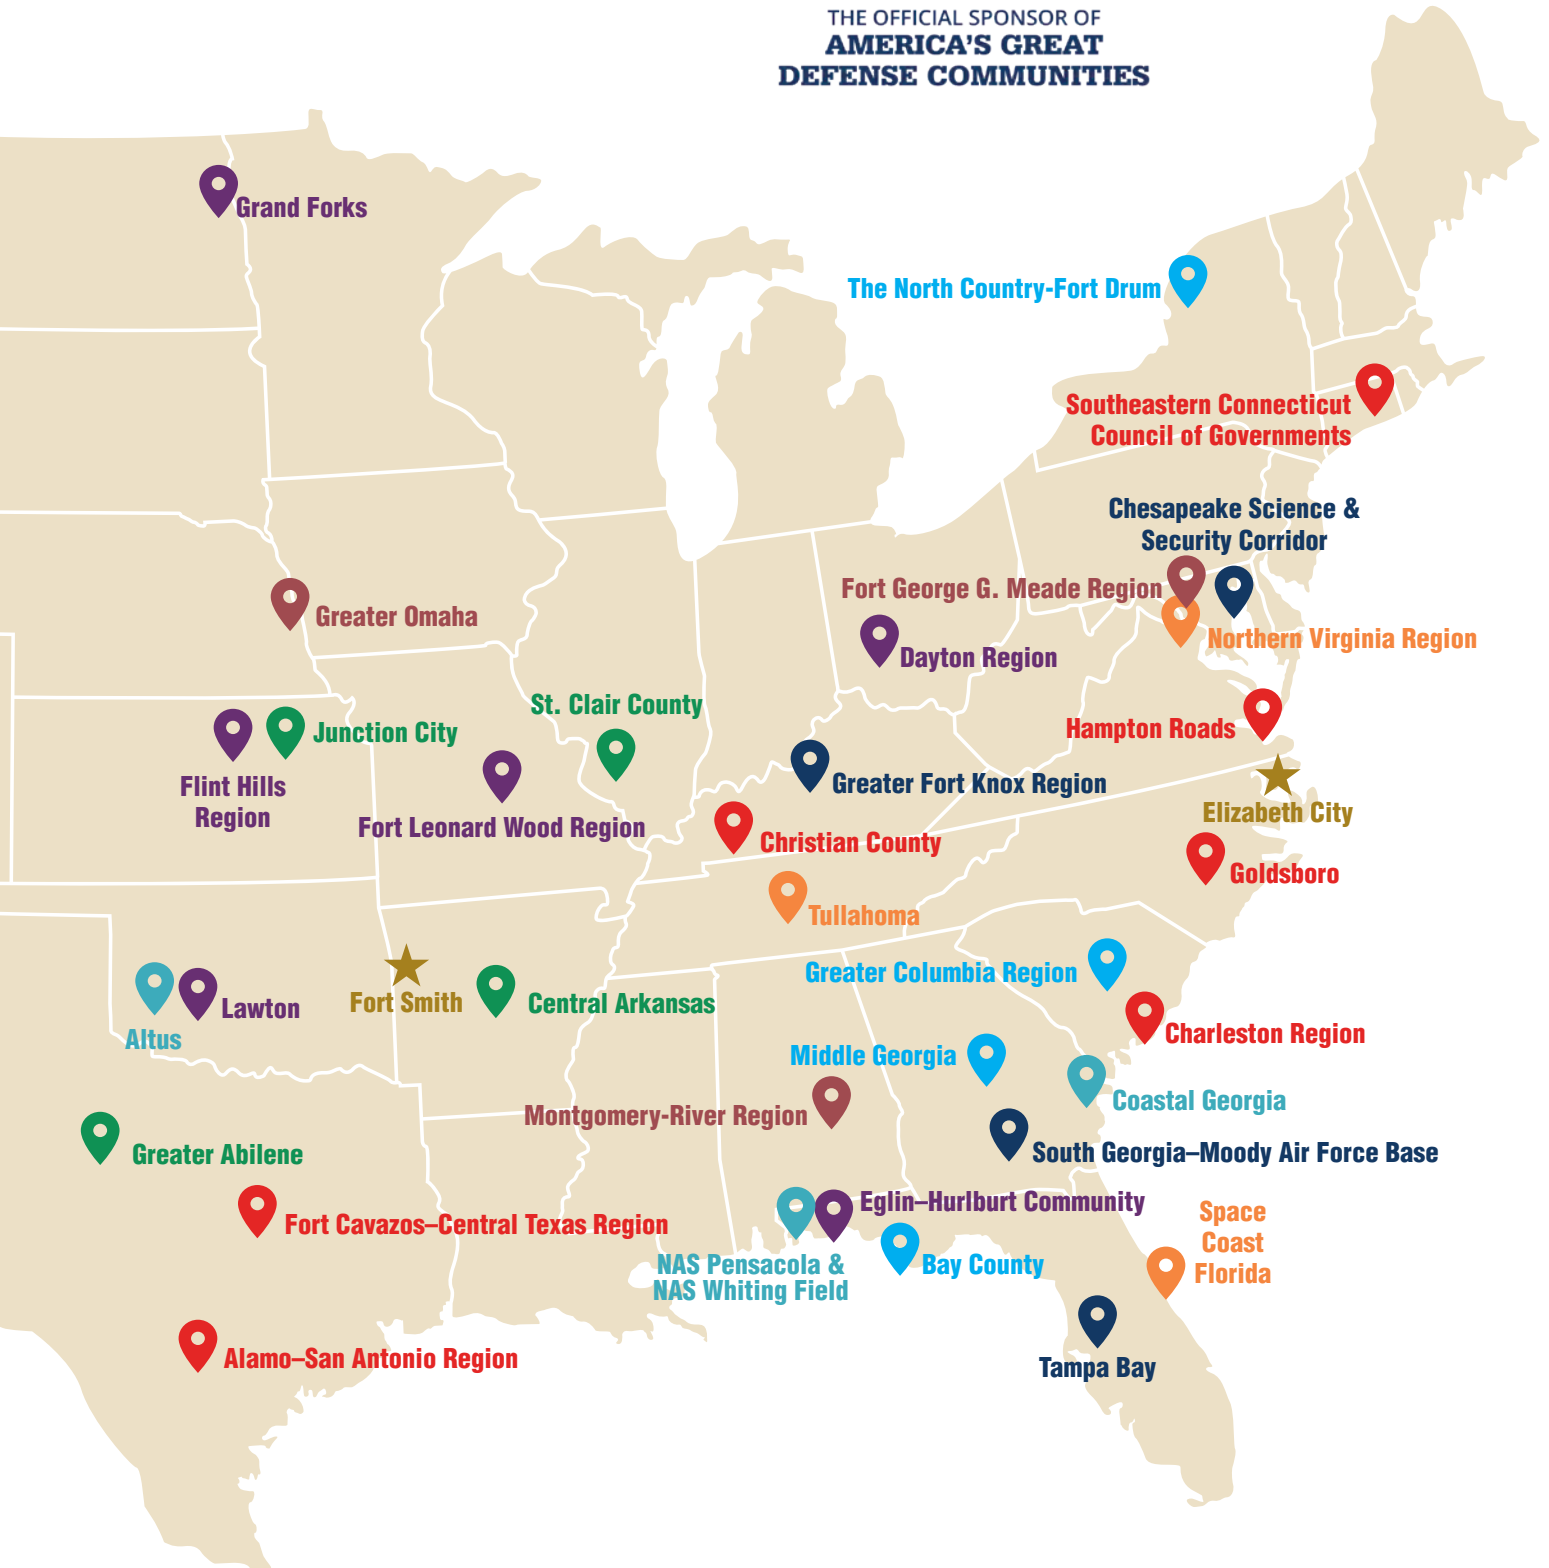 THE OFFICIAL SPONSOR OF
AMERICA'S GREAT
DEFENSE COMMUNITIES
Grand Forks
The North Country-Fort Drum
Southeastern Connecticut
Council of Governments
Chesapeake Science &
Security Corridor
Fort George G. Meade Region
Greater Omaha
Northern Virginia Region
Dayton Region
St. Clair County
Hampton Roads
Junction City
Flint Hills
Region
Greater Fort Knox Region
Elizabeth City
Fort Leonard Wood Region
Christian County
Goldsboro
Tullahoma
Greater Columbia Region
Fort Smith
Central Arkansas
Lawton
Altus
Charleston Region
Middle Georgia
Coastal Georgia
Montgomery-River Region
South Georgia–Moody Air Force Base
Greater Abilene
Eglin–Hurlburt Community
Fort Cavazos–Central Texas Region
Space
Coast
Florida
NAS Pensacola &
NAS Whiting Field
Bay County
Alamo–San Antonio Region
Tampa Bay